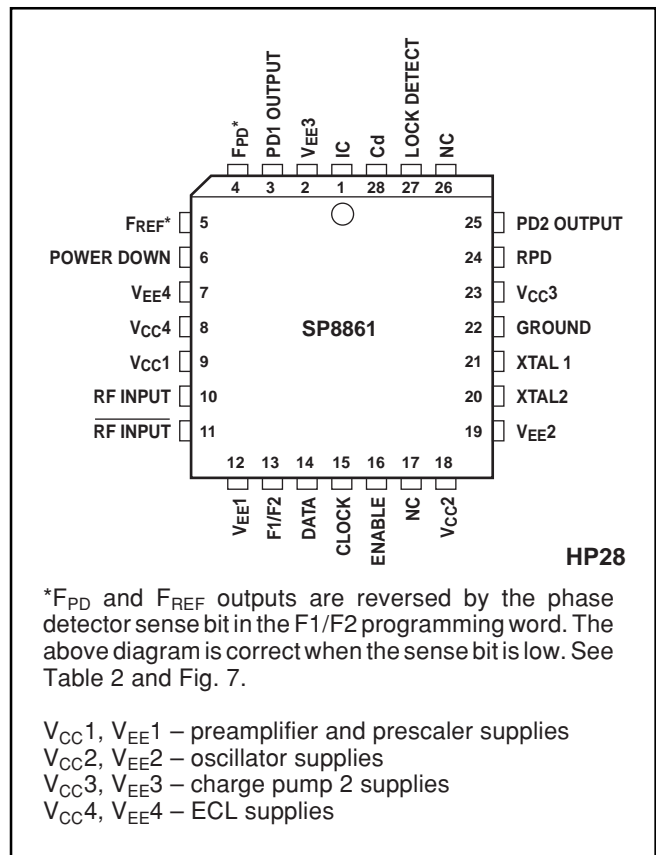 FPD*
PD1 OUTPUT
VEE3
IC
Cd
LOCK DETECT
NC
4 3 2 1 28 27 26
FREF* 5
POWER DOWN 6
VEE4 7
VCC4 8
VCC1 9
RF INPUT 10
RF INPUT 11
SP8861
25 PD2 OUTPUT
24 RPD
23 VCC3
22 GROUND
21 XTAL 1
20 XTAL2
19 VEE2
12 13 14 15 16 17 18
VEE1
F1/F2
DATA
CLOCK
ENABLE
NC
VCC2
HP28
*FPD and FREF outputs are reversed by the phase
detector sense bit in the F1/F2 programming word. The
above diagram is correct when the sense bit is low. See
Table 2 and Fig. 7.
VCC1, VEE1 – preamplifier and prescaler supplies
VCC2, VEE2 – oscillator supplies
VCC3, VEE3 – charge pump 2 supplies
VCC4, VEE4 – ECL supplies